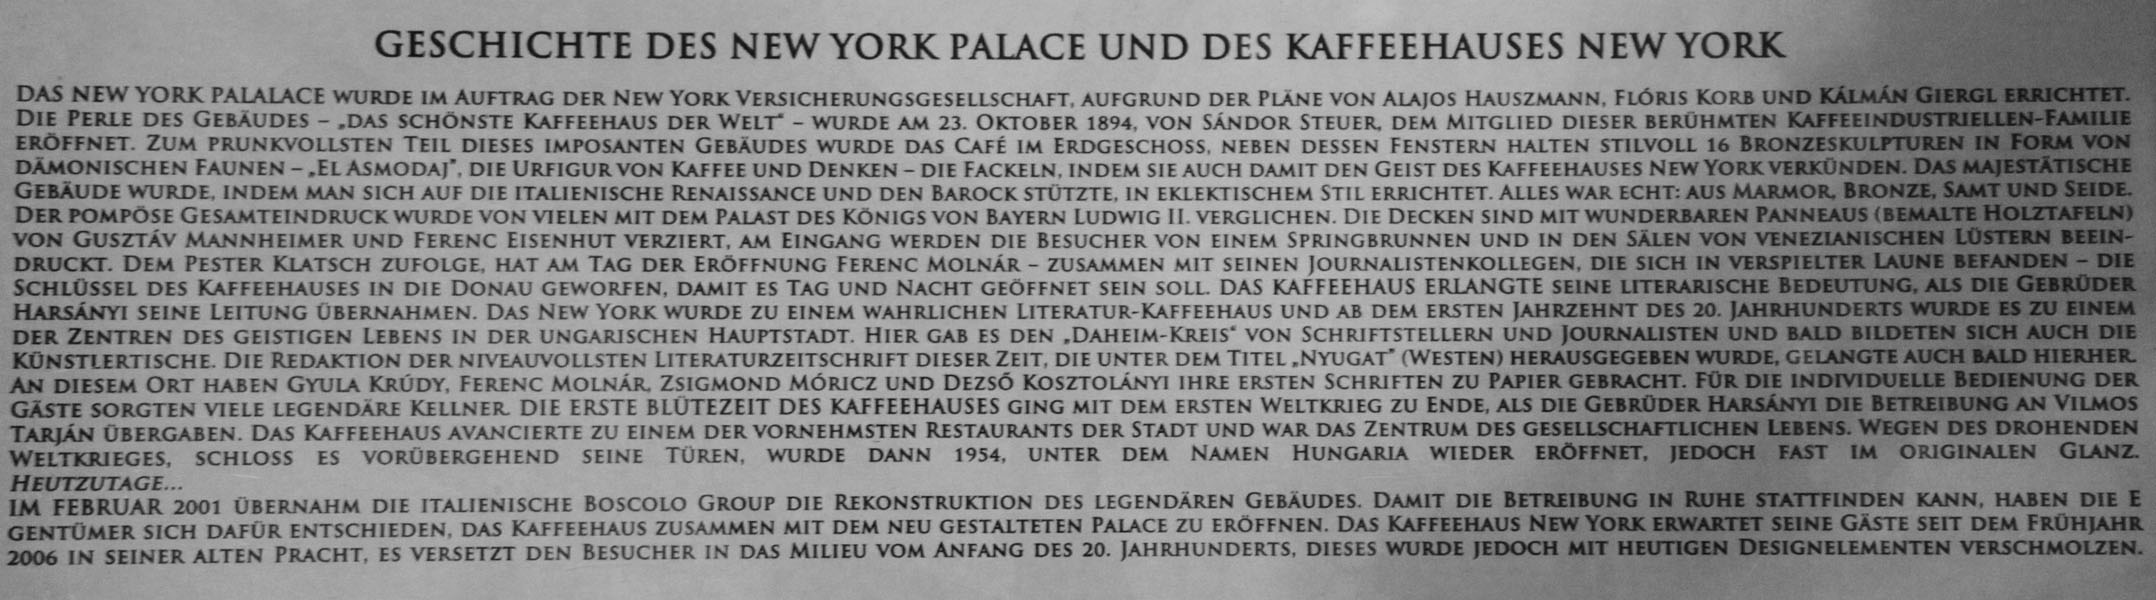 GESCHICHTE DES NEW YORK PALACE UND DES KAFFEEHAUSES NEW YORK
DAS NEW YORK PALALACE WURDE IM AUFTRAG DER NEW YORK VERSICHERUNGSGESELLSCHAFT, AUFGRUND DER PLÄNE VON ALAJOS HAUSZMANN, FLÓRIS KORB UND KÁLMÁN GIERGL ERRICHTET.
DIE PERLE DES GEBÄUDES – „DAS SCHÖNSTE KAFFEEHAUS DER WELT" – WURDE AM 23. OKTOBER 1894, VON SÁNDOR STEUER, DEM MITGLIED DIESER BERÜHMTEN KAFFEEINDUSTRIELLEN-FAMILIE
ERÖFFNET. ZUM PRUNKVOLLSTEN TEIL DIESES IMPOSANTEN GEBÄUDES WURDE DAS CAFÉ IM ERDGESCHOSS, NEBEN DESSEN FENSTERN HALTEN STILVOLL 16 BRONZESKULPTUREN IN FORM VON
DÄMONISCHEN FAUNEN – „EL ASMODAJ", DIE URFIGUR VON KAFFEE UND DENKEN – DIE FACKELN, INDEM SIE AUCH DAMIT DEN GEIST DES KAFFEEHAUSES NEW YORK VERKÜNDEN. DAS MAJESTÄTISCHE
GEBÄUDE WURDE, INDEM MAN SICH AUF DIE ITALIENISCHE RENAISSANCE UND DEN BAROCK STÜTZTE, IN EKLEKTISCHEM STIL ERRICHTET. ALLES WAR ECHT: AUS MARMOR, BRONZE, SAMT UND SEIDE.
DER POMPÖSE GESAMTEINDRUCK WURDE VON VIELEN MIT DEM PALAST DES KÖNIGS VON BAYERN LUDWIG II. VERGLICHEN. DIE DECKEN SIND MIT WUNDERBAREN PANNEAUS (BEMALTE HOLZTAFELN)
VON GUSZTÁV MANNHEIMER UND FERENC EISENHUT VERZIERT, AM EINGANG WERDEN DIE BESUCHER VON EINEM SPRINGBRUNNEN UND IN DEN SÄLEN VON VENEZIANISCHEN LÜSTERN BEEIN-
DRUCKT. DEM PESTER KLATSCH ZUFOLGE, HAT AM TAG DER ERÖFFNUNG FERENC MOLNÁR – ZUSAMMEN MIT SEINEN JOURNALISTENKOLLEGEN, DIE SICH IN VERSPIELTER LAUNE BEFANDEN – DIE
SCHLÜSSEL DES KAFFEEHAUSES IN DIE DONAU GEWORFEN, DAMIT ES TAG UND NACHT GEÖFFNET SEIN SOLL. DAS KAFFEEHAUS ERLANGTE SEINE LITERARISCHE BEDEUTUNG, ALS DIE GEBRÜDER
HARSÁNYI SEINE LEITUNG ÜBERNAHMEN. DAS NEW YORK WURDE ZU EINEM WAHRLICHEN LITERATUR-KAFFEEHAUS UND AB DEM ERSTEN JAHRZEHNT DES 20. JAHRHUNDERTS WURDE ES ZU EINEM
DER ZENTREN DES GEISTIGEN LEBENS IN DER UNGARISCHEN HAUPTSTADT. HIER GAB ES DEN „DAHEIM-KREIS" VON SCHRIFTSTELLERN UND JOURNALISTEN UND BALD BILDETEN SICH AUCH DIE
KÜNSTLERTISCHE. DIE REDAKTION DER NIVEAUVOLLSTEN LITERATURZEITSCHRIFT DIESER ZEIT, DIE UNTER DEM TITEL „NYUGAT" (WESTEN) HERAUSGEGEBEN WURDE, GELANGTE AUCH BALD HIERHER.
AN DIESEM ORT HABEN GYULA KRÚDY, FERENC MOLNÁR, ZSIGMOND MÓRICZ UND DEZSŐ KOSZTOLÁNYI IHRE ERSTEN SCHRIFTEN ZU PAPIER GEBRACHT. FÜR DIE INDIVIDUELLE BEDIENUNG DER
GÄSTE SORGTEN VIELE LEGENDÄRE KELLNER. DIE ERSTE BLÜTEZEIT DES KAFFEEHAUSES GING MIT DEM ERSTEN WELTKRIEG ZU ENDE, ALS DIE GEBRÜDER HARSÁNYI DIE BETREIBUNG AN VILMOS
TARJÁN ÜBERGABEN. DAS KAFFEEHAUS AVANCIERTE ZU EINEM DER VORNEHMSTEN RESTAURANTS DER STADT UND WAR DAS ZENTRUM DES GESELLSCHAFTLICHEN LEBENS. WEGEN DES DROHENDEN
WELTKRIEGES, SCHLOSS ES VORÜBERGEHEND SEINE TÜREN, WURDE DANN 1954, UNTER DEM NAMEN HUNGARIA WIEDER ERÖFFNET, JEDOCH FAST IM ORIGINALEN GLANZ.
HEUTZUTAGE...
IM FEBRUAR 2001 ÜBERNAHM DIE ITALIENISCHE BOSCOLO GROUP DIE REKONSTRUKTION DES LEGENDÄREN GEBÄUDES. DAMIT DIE BETREIBUNG IN RUHE STATTFINDEN KANN, HABEN DIE E
GENTÜMER SICH DAFÜR ENTSCHIEDEN, DAS KAFFEEHAUS ZUSAMMEN MIT DEM NEU GESTALTETEN PALACE ZU ERÖFFNEN. DAS KAFFEEHAUS NEW YORK ERWARTET SEINE GÄSTE SEIT DEM FRÜHJAHR
2006 IN SEINER ALTEN PRACHT, ES VERSETZT DEN BESUCHER IN DAS MILIEU VOM ANFANG DES 20. JAHRHUNDERTS, DIESES WURDE JEDOCH MIT HEUTIGEN DESIGNELEMENTEN VERSCHMOLZEN.